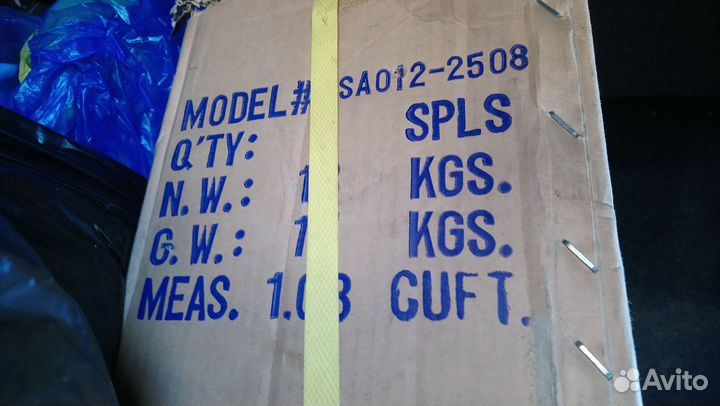 MODEL# SA012-2508
Q'TY: SPLS
N.W.: KGS.
G.W.: KGS.
MEAS. CUFT.
Avito